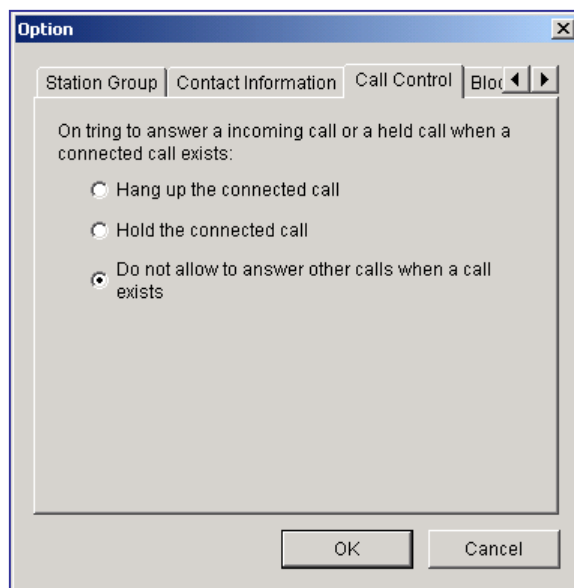 Option
Station Group Contact Information Call Control
On tring to answer a incoming call or a held call when a
connected call exists:
Hang up the connected call
Hold the connected call
Do not allow to answer other calls when a call
exists
OK Cancel